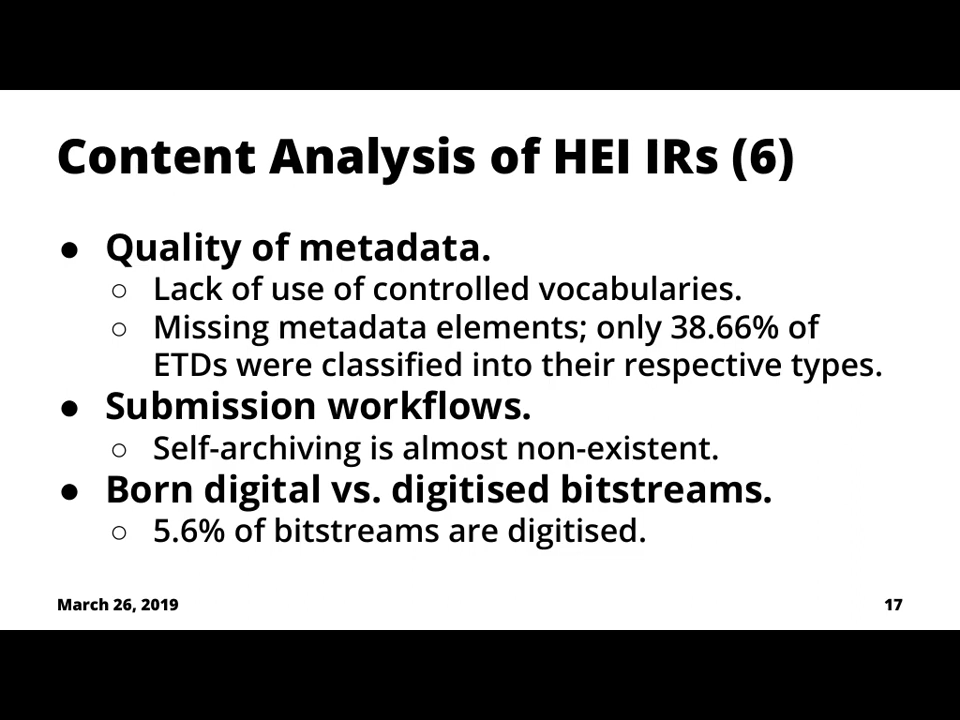 Content Analysis of HEI IRs (6)
● Quality of metadata.
○ Lack of use of controlled vocabularies.
○ Missing metadata elements; only 38.66% of
ETDs were classified into their respective types.
● Submission workflows.
○ Self-archiving is almost non-existent.
● Born digital vs. digitised bitstreams.
○ 5.6% of bitstreams are digitised.
March 26, 2019
17